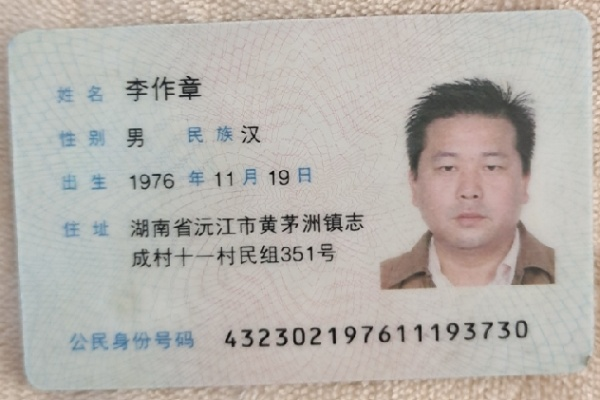 姓名 李作章
性别 男 民族 汉
出生 1976 年 11 月 19 日
住址 湖南省沅江市黄茅洲镇志
成村十一村民组351号
公民身份号码 432302197611193730